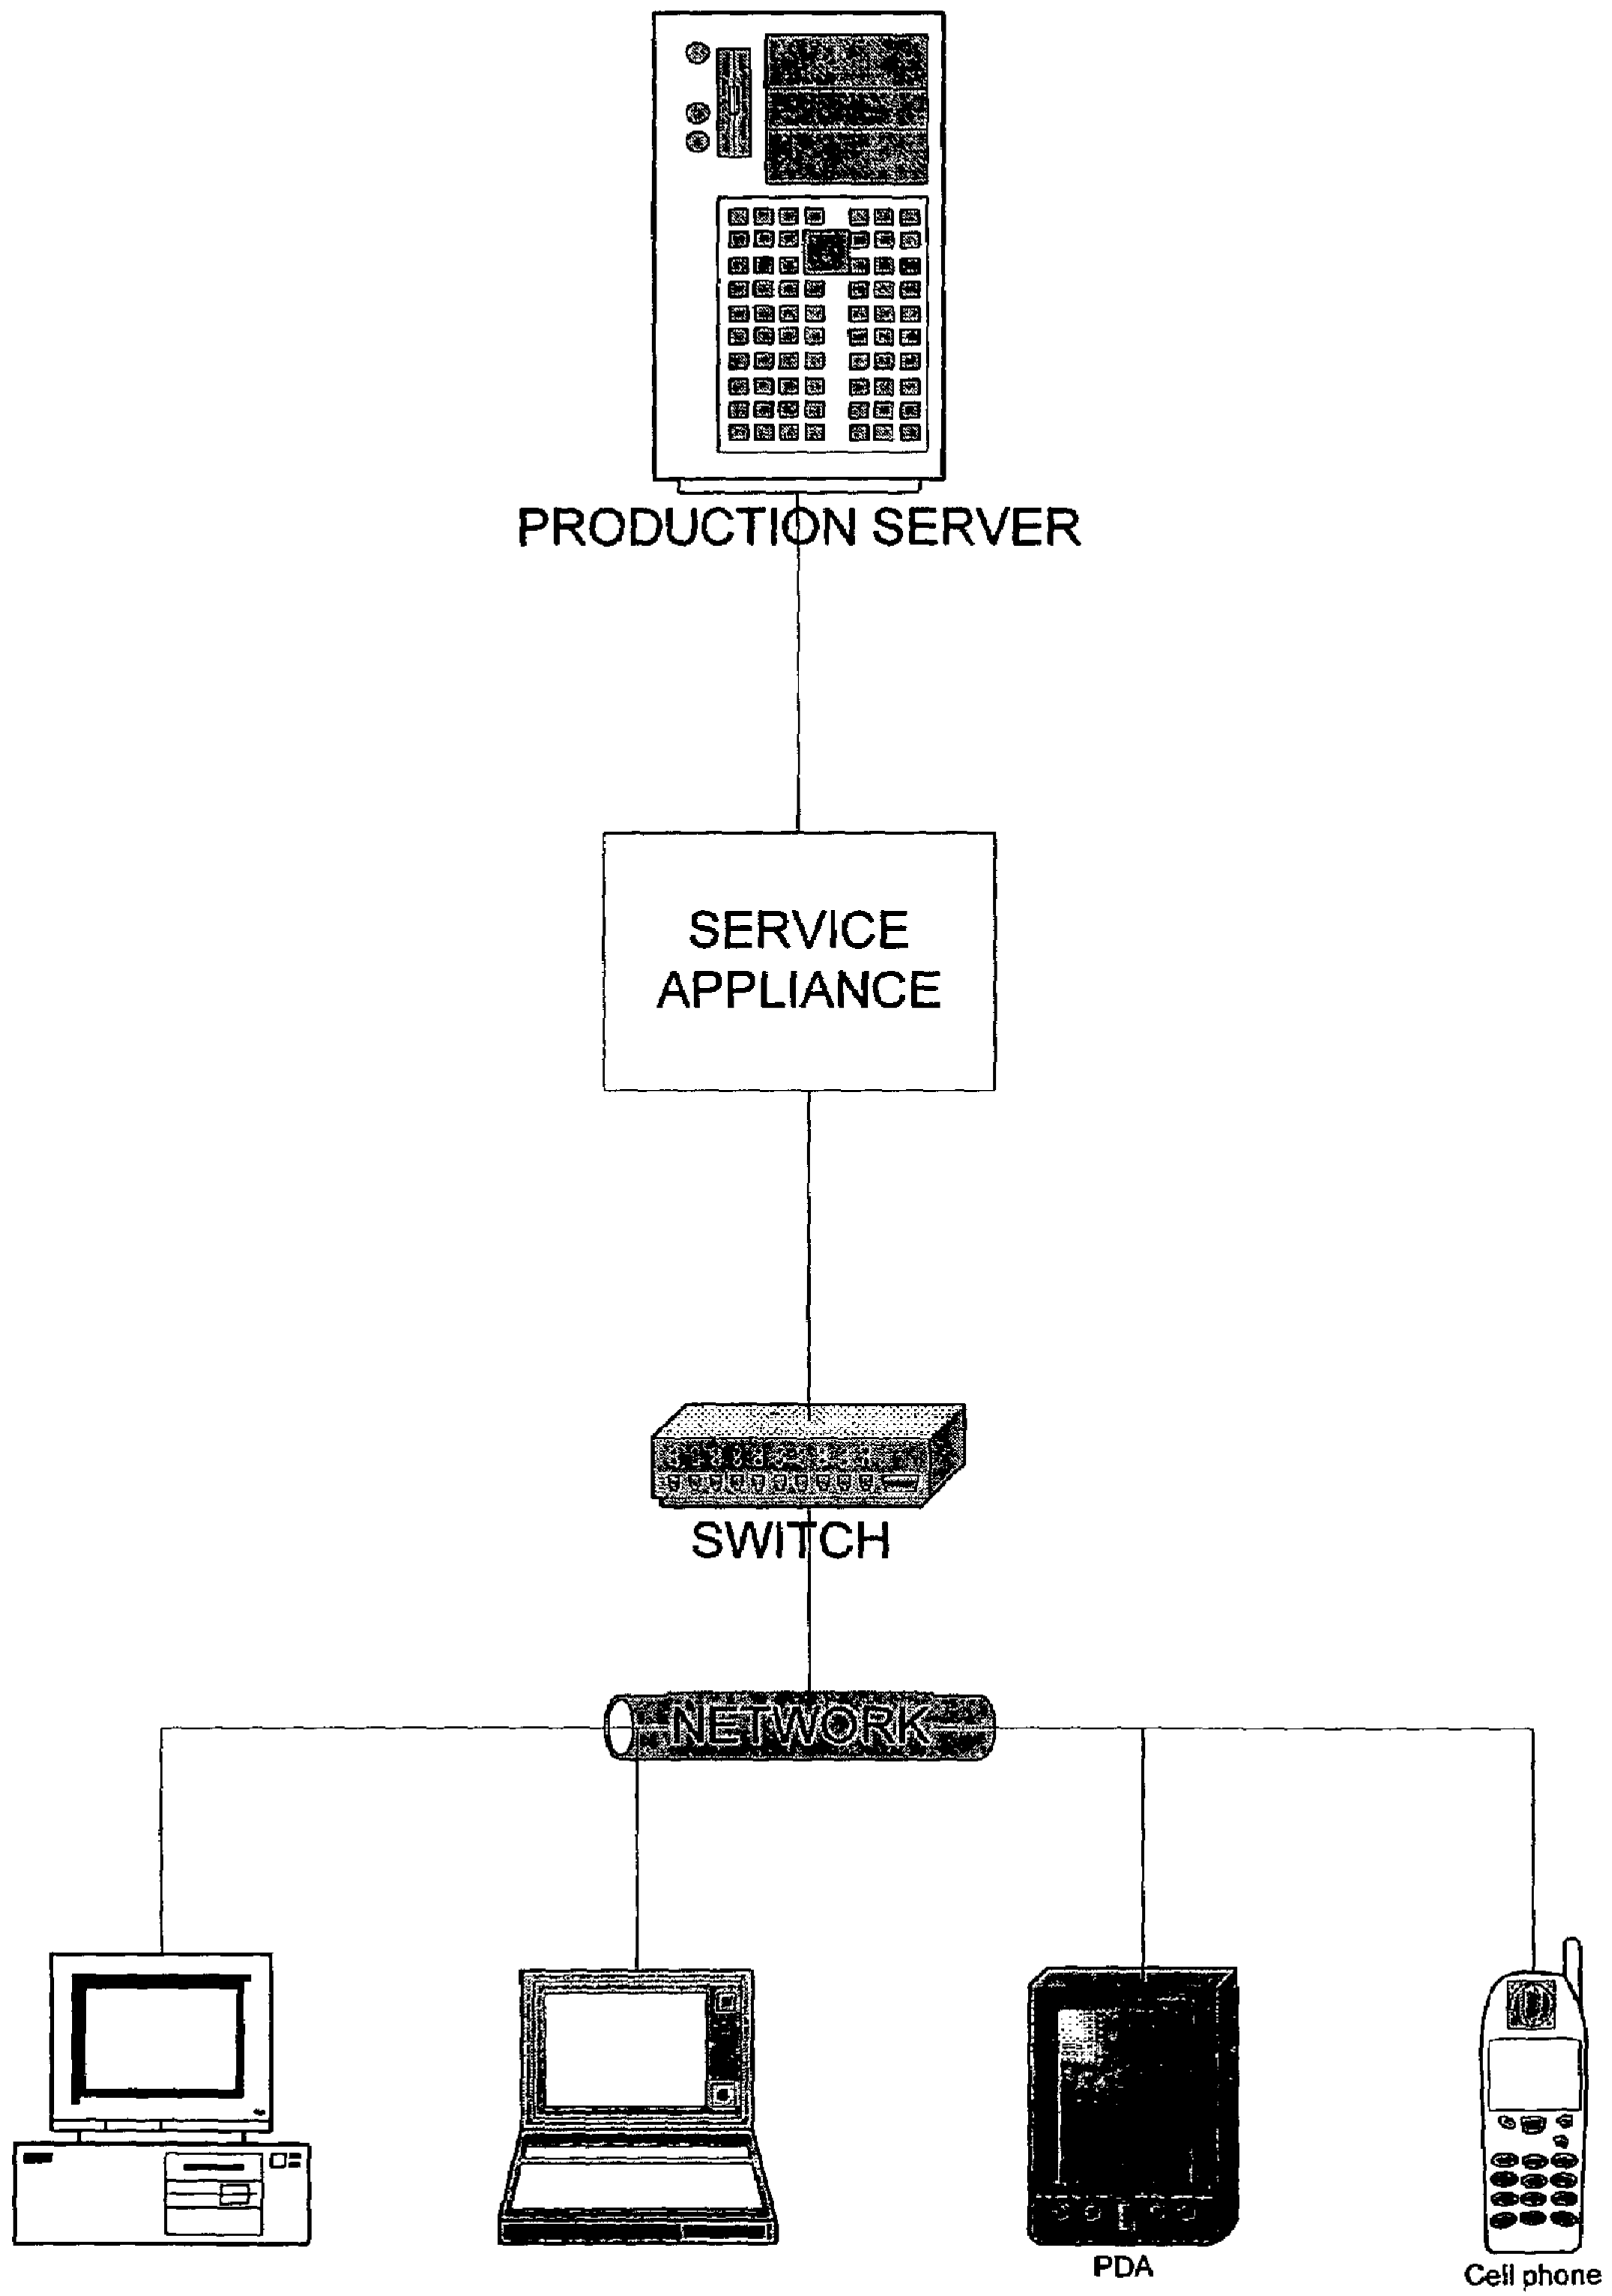 PRODUCTION SERVER
SERVICE
APPLIANCE
SWITCH
NETWORK
PDA
Cell phone